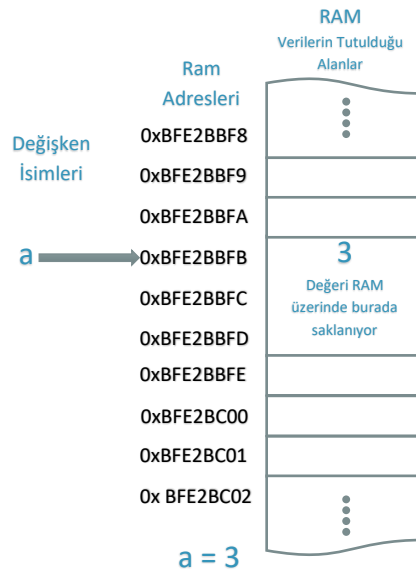 RAM
Verilerin Tutulduğu
Alanlar
Ram
Adresleri
Değişken
İsimleri
0xBFE2BBF8
0xBFE2BBF9
0xBFE2BBFA
a
0xBFE2BBFB
3
0xBFE2BBFC
Değeri RAM
üzerinde burada
saklanıyor
0xBFE2BBFD
0xBFE2BBFE
0xBFE2BC00
0xBFE2BC01
0x BFE2BC02
a = 3